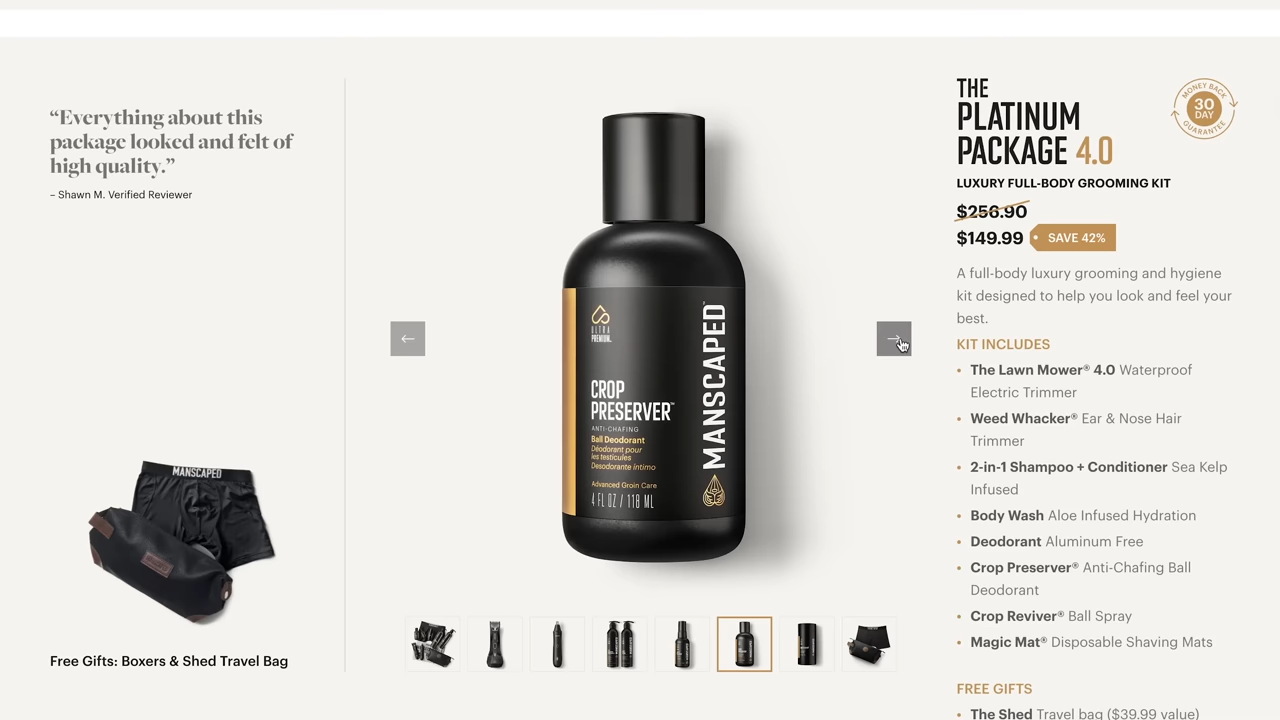 “Everything about this
package looked and felt of
high quality.”
– Shawn M. Verified Reviewer
MANSCAPED
Free Gifts: Boxers & Shed Travel Bag
ULTRA
PREMIUM
CROP
PRESERVER™
ANTI-CHAFING
Ball Deodorant
Déodorant pour
les testicules
Desodorante íntimo
Advanced Groin Care
4 FL OZ / 118 ML
MANSCAPED
THE
PLATINUM
PACKAGE 4.0
MONEY BACK
30
DAY
GUARANTEE
LUXURY FULL-BODY GROOMING KIT
$256.90
$149.99 SAVE 42%
A full-body luxury grooming and hygiene
kit designed to help you look and feel your
best.
KIT INCLUDES
• The Lawn Mower® 4.0 Waterproof
Electric Trimmer
• Weed Whacker® Ear & Nose Hair
Trimmer
• 2-in-1 Shampoo + Conditioner Sea Kelp
Infused
• Body Wash Aloe Infused Hydration
• Deodorant Aluminum Free
• Crop Preserver® Anti-Chafing Ball
Deodorant
• Crop Reviver® Ball Spray
• Magic Mat® Disposable Shaving Mats
FREE GIFTS
• The Shed Travel bag ($39.99 value)